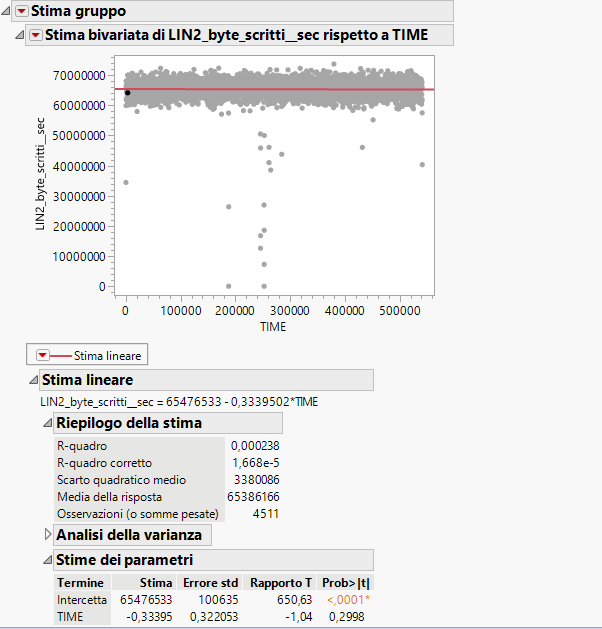 Stima gruppo
Stima bivariata di LIN2_byte_scritti__sec rispetto a TIME
70000000
60000000
50000000
40000000
30000000
20000000
10000000
0
LIN2_byte_scritti__sec
0 100000 200000 300000 400000 500000
TIME
Stima lineare
Stima lineare
LIN2_byte_scritti__sec = 65476533 - 0,3339502*TIME
Riepilogo della stima
R-quadro 0,000238
R-quadro corretto 1,668e-5
Scarto quadratico medio 3380086
Media della risposta 65386166
Osservazioni (o somme pesate) 4511
Analisi della varianza
Stime dei parametri
Termine Stima Errore std Rapporto T Prob>|t|
Intercetta 65476533 100635 650,63 <,0001*
TIME -0,33395 0,322053 -1,04 0,2998